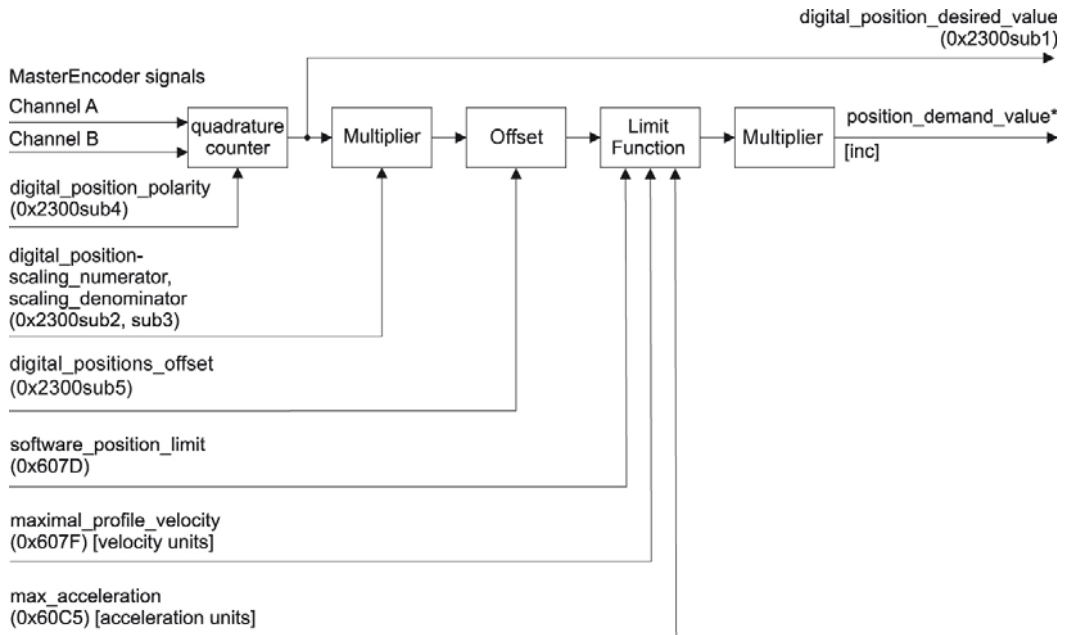 digital_position_desired_value
(0x2300sub1)
MasterEncoder signals
Channel A
Channel B
quadrature
counter
Multiplier
Offset
Limit
Function
Multiplier
position_demand_value*
[inc]
digital_position_polarity
(0x2300sub4)
digital_position-
scaling_numerator,
scaling_denominator
(0x2300sub2, sub3)
digital_positions_offset
(0x2300sub5)
software_position_limit
(0x607D)
maximal_profile_velocity
(0x607F) [velocity units]
max_acceleration
(0x60C5) [acceleration units]